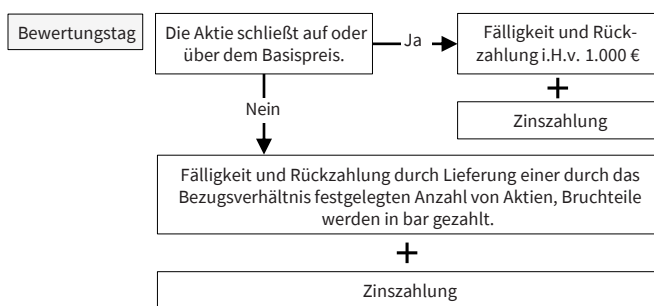 Bewertungstag
Die Aktie schließt auf oder
über dem Basispreis.
Ja
Fälligkeit und Rück-
zahlung i.H.v. 1.000 €
+
Zinszahlung
Nein
Fälligkeit und Rückzahlung durch Lieferung einer durch das
Bezugsverhältnis festgelegten Anzahl von Aktien, Bruchteile
werden in bar gezahlt.
+
Zinszahlung